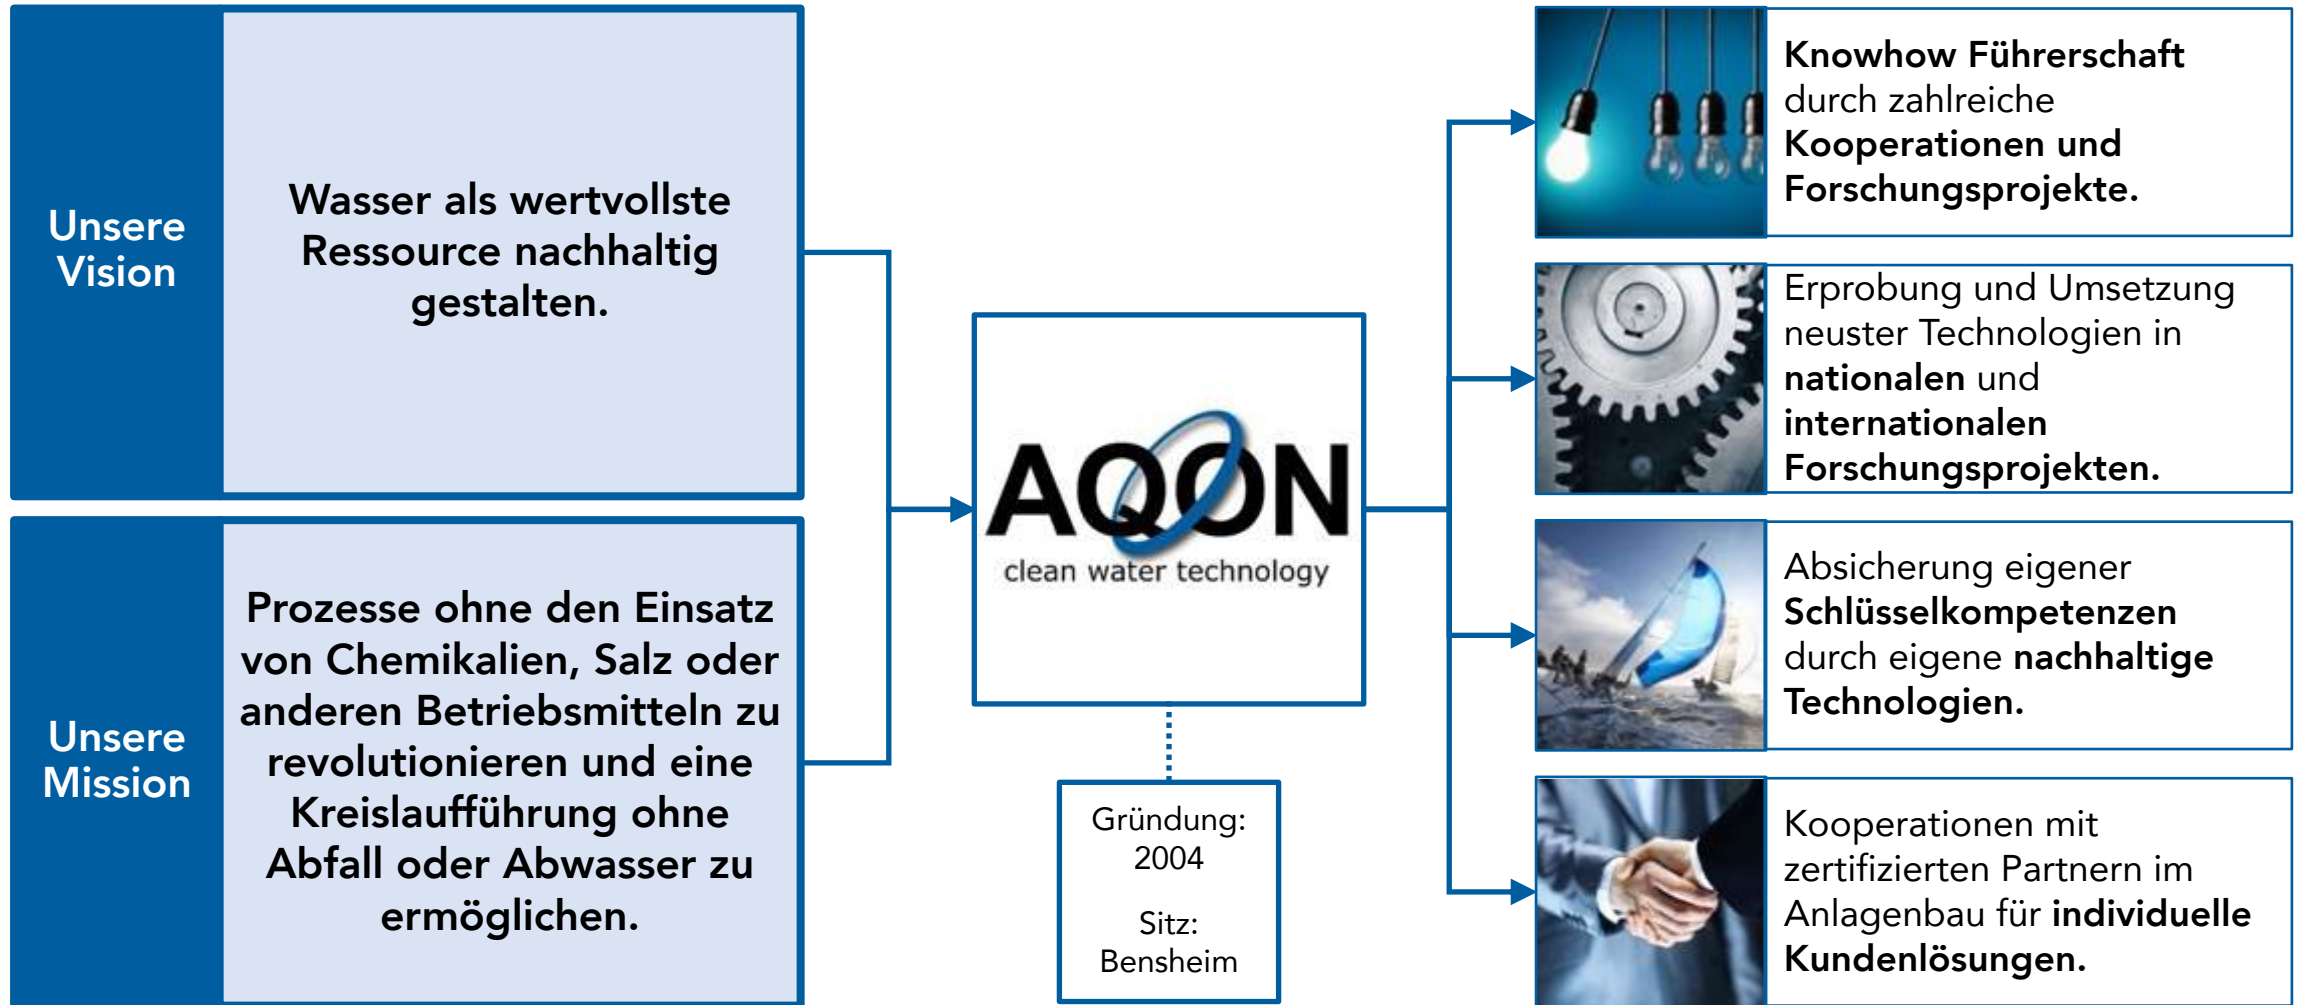 Unsere
Vision
Wasser als wertvollste
Ressource nachhaltig
gestalten.
Unsere
Mission
Prozesse ohne den Einsatz
von Chemikalien, Salz oder
anderen Betriebsmitteln zu
revolutionieren und eine
Kreislaufführung ohne
Abfall oder Abwasser zu
ermöglichen.
AQON
clean water technology
Gründung:
2004
Sitz:
Bensheim
Knowhow Führerschaft
durch zahlreiche
Kooperationen und
Forschungsprojekte.
Erprobung und Umsetzung
neuster Technologien in
nationalen und
internationalen
Forschungsprojekten.
Absicherung eigener
Schlüsselkompetenzen
durch eigene nachhaltige
Technologien.
Kooperationen mit
zertifizierten Partnern im
Anlagenbau für individuelle
Kundenlösungen.